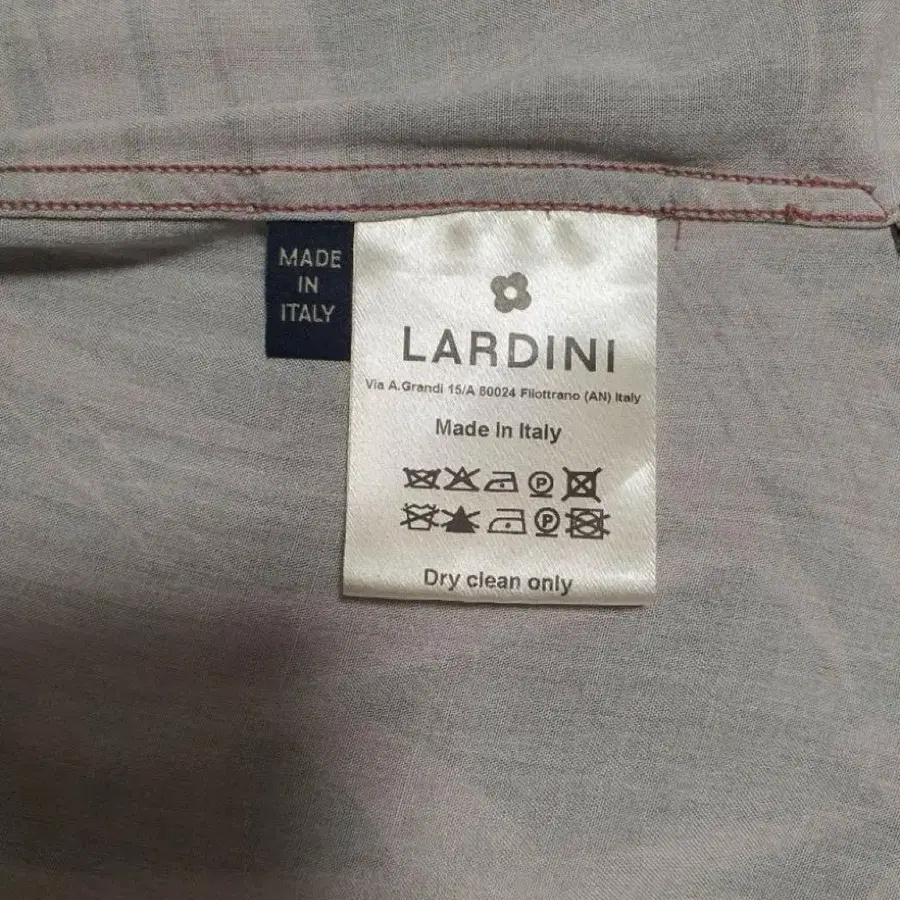 MADE
IN
ITALY
LARDINI
Via A.Grandi 15/A 60024 Filottrano (AN) Italy
Made in Italy
P
P
Dry clean only